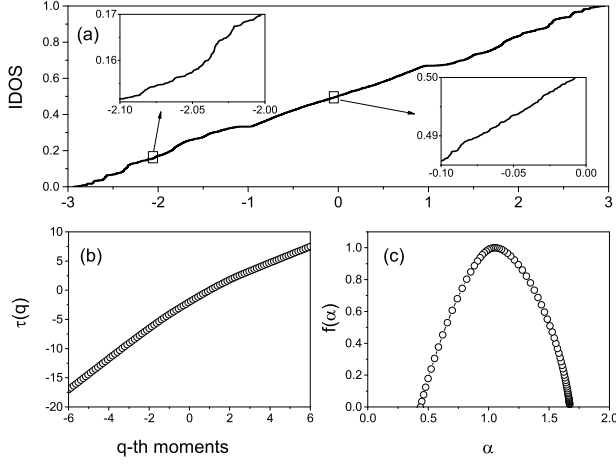 (a)
IDOS
1.0
0.8
0.6
0.4
0.2
0.0
-3 -2 -1 0 1 2 3
0.17
0.16
-2.10 -2.05 -2.00
0.50
0.49
-0.10 -0.05 0.00
(b)
τ(q)
10
5
0
-5
-10
-15
-20
-6 -4 -2 0 2 4 6
q-th moments
(c)
f(α)
1.0
0.8
0.6
0.4
0.2
0.0
0.0 0.5 1.0 1.5 2.0
α